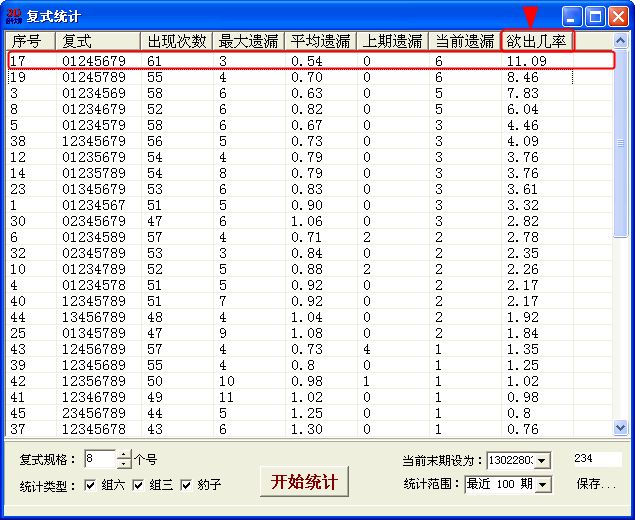 复式统计
序号 复式 出现次数 最大遗漏 平均遗漏 上期遗漏 当前遗漏 欲出几率
17 01245679 61 3 0.54 0 6 11.09
19 01245789 55 4 0.70 0 6 8.46
3 01234569 58 6 0.63 0 5 7.83
8 01234679 52 6 0.82 0 5 6.04
5 01234579 58 6 0.67 0 3 4.46
38 12345679 56 5 0.73 0 3 4.09
12 01235679 54 4 0.79 0 3 3.76
14 01235789 54 8 0.79 0 3 3.76
23 01345679 53 6 0.83 0 3 3.61
1 01234567 51 5 0.90 0 3 3.32
30 02345679 47 6 1.06 0 3 2.82
6 01234589 57 4 0.71 2 2 2.78
32 02345789 53 3 0.84 0 2 2.35
10 01234789 52 5 0.88 2 2 2.26
4 01234578 51 5 0.92 0 2 2.17
40 12345789 51 7 0.92 0 2 2.17
44 13456789 48 4 1.04 0 2 1.92
25 01345789 47 9 1.08 0 2 1.84
43 12456789 57 4 0.73 4 1 1.35
39 12345689 55 4 0.8 0 1 1.25
42 12356789 50 10 0.98 1 1 1.02
41 12346789 49 11 1.02 0 1 0.98
45 23456789 44 5 1.25 0 1 0.8
37 12345678 43 6 1.30 0 1 0.76
复式规格： 8 个号 当前末期设为： 13022803 234
统计类型： 组六 组三 豹子 开始统计 统计范围： 最近 100 期 保存...